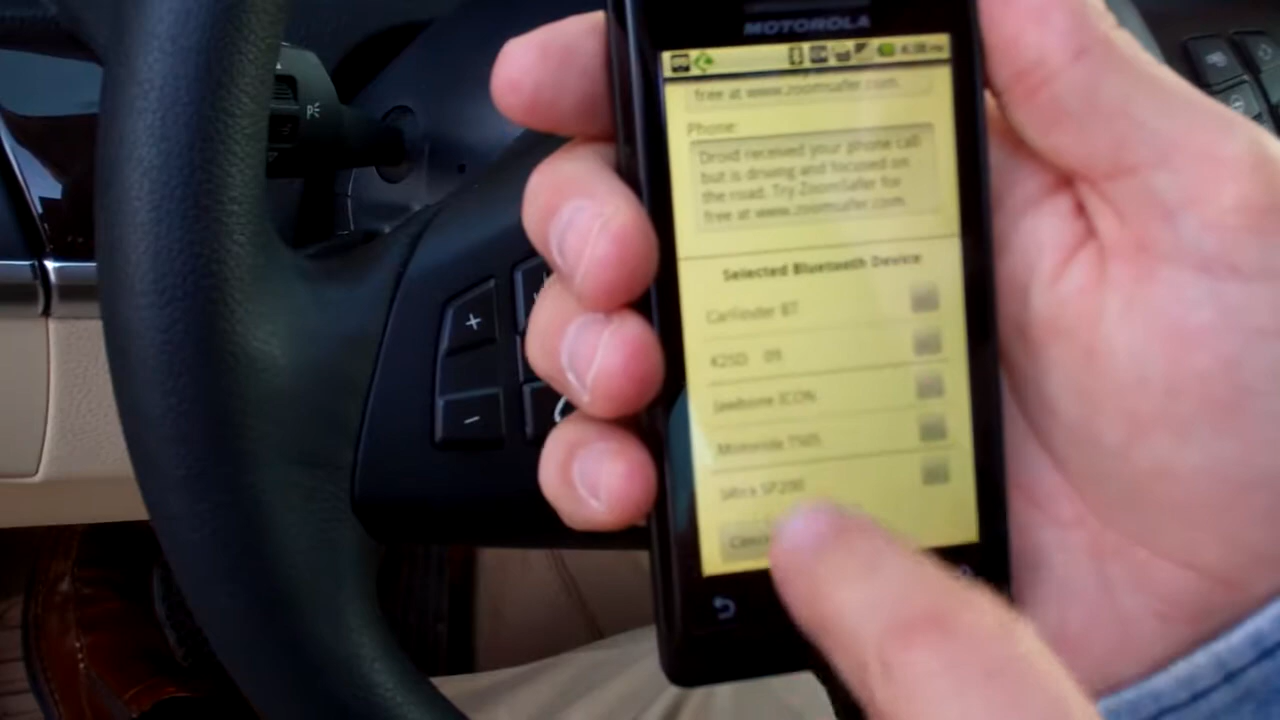 MOTOROLA
free at www.zoomsafer.com.
Phone:
Droid received your phone call
but is driving and focused on
the road. Try ZoomSafer for
free at www.zoomsafer.com.
Selected Bluetooth Device
BT
Jawbone ICON
Motorola T505
Jabra SP200
P
+
−